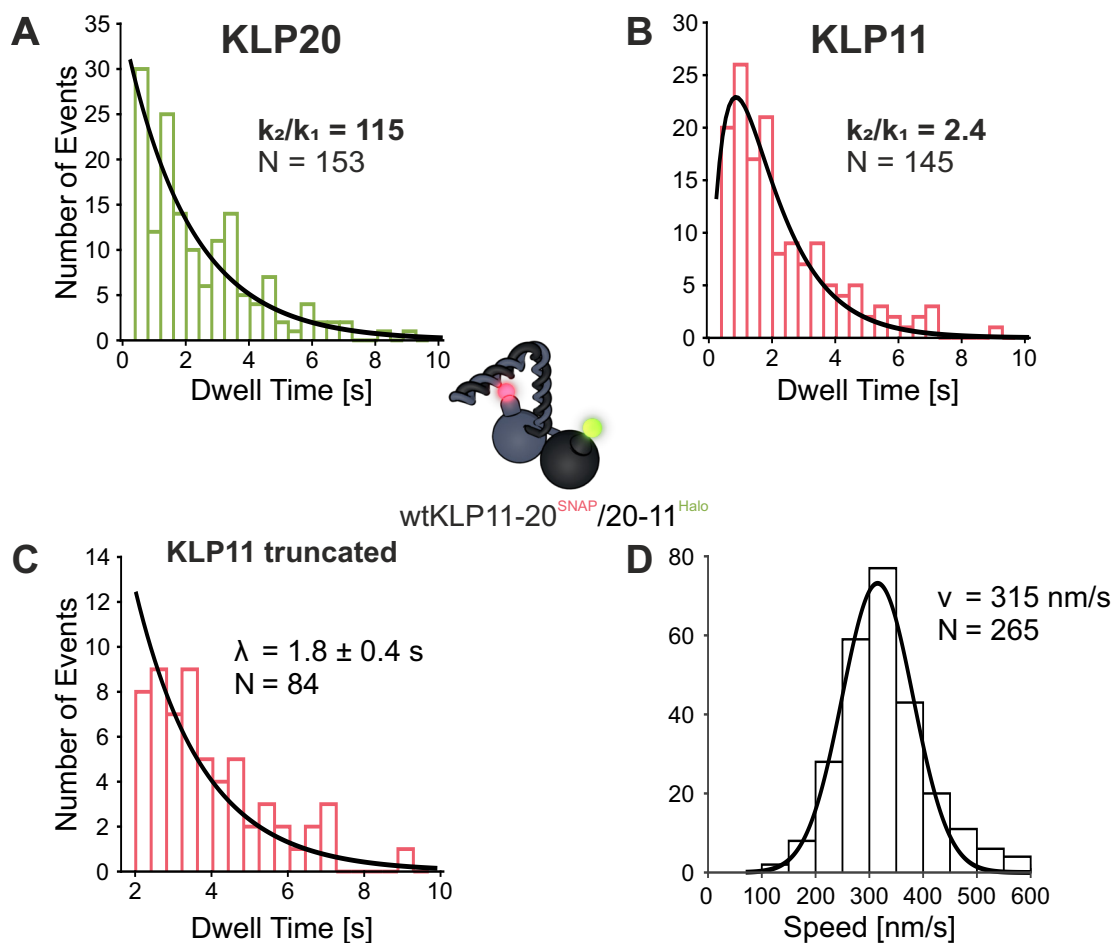 A
KLP20
Number of Events
35
30
25
20
15
10
5
0
k₂/k₁ = 115
N = 153
0 2 4 6 8 10
Dwell Time [s]
B
KLP11
30
25
20
15
10
5
0
k₂/k₁ = 2.4
N = 145
0 2 4 6 8 10
Dwell Time [s]
wtKLP11-20SNAP/20-11Halo
C
KLP11 truncated
Number of Events
14
12
10
8
6
4
2
0
λ = 1.8 ± 0.4 s
N = 84
2 4 6 8 10
Dwell Time [s]
D
80
60
40
20
0
v = 315 nm/s
N = 265
0 100 200 300 400 500 600
Speed [nm/s]